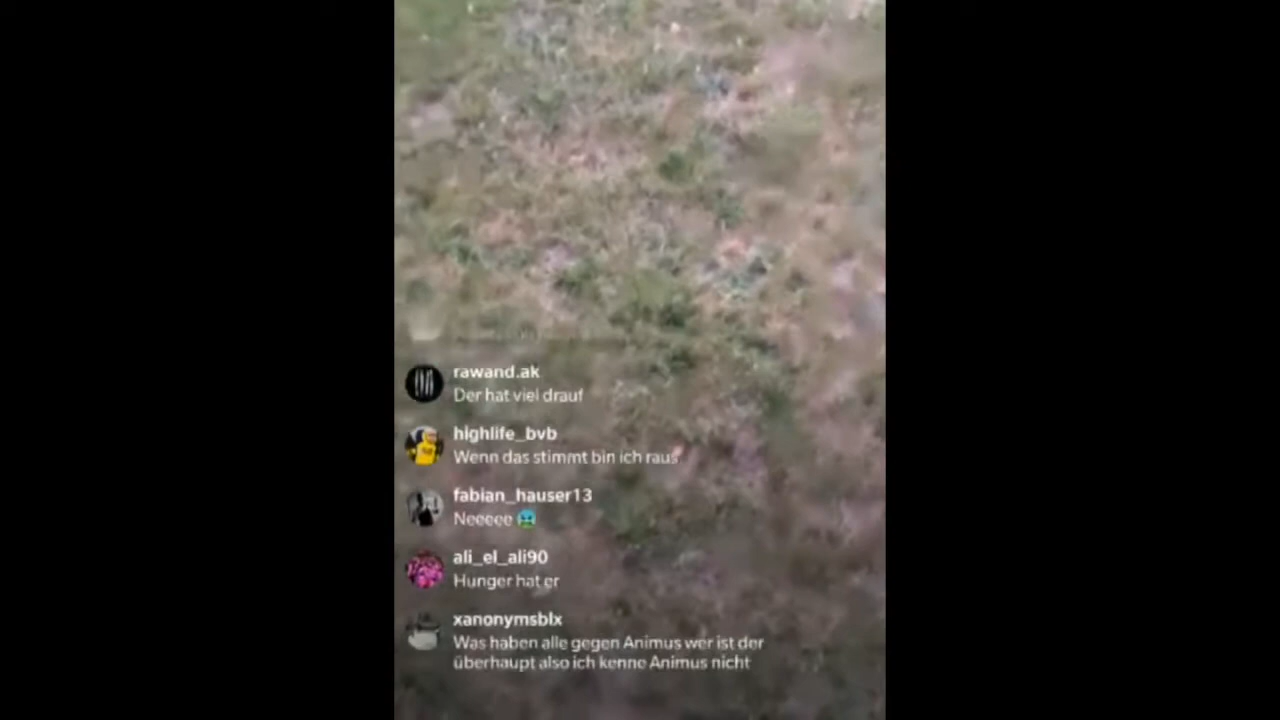 rawand.ak
Der hat viel drauf
highlife_bvb
Wenn das stimmt bin ich raus
fabian_hauser13
Neeeee 🥶
ali_el_ali90
Hunger hat er
xanonymsblx
Was haben alle gegen Animus wer ist der
überhaupt also ich kenne Animus nicht